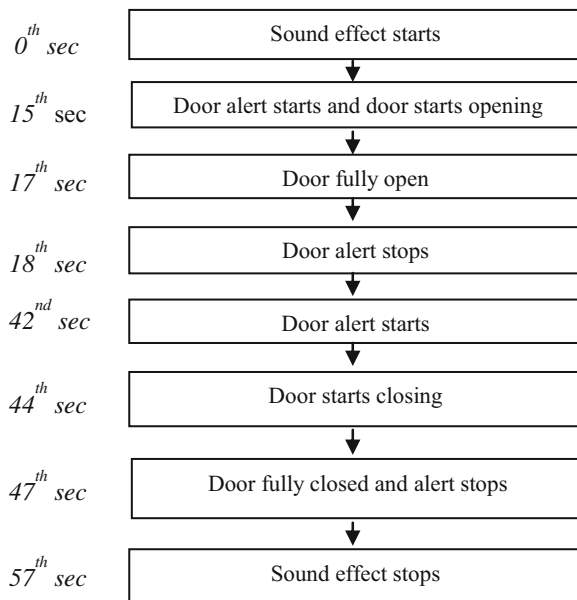 0th sec Sound effect starts
15th sec Door alert starts and door starts opening
17th sec Door fully open
18th sec Door alert stops
42nd sec Door alert starts
44th sec Door starts closing
47th sec Door fully closed and alert stops
57th sec Sound effect stops